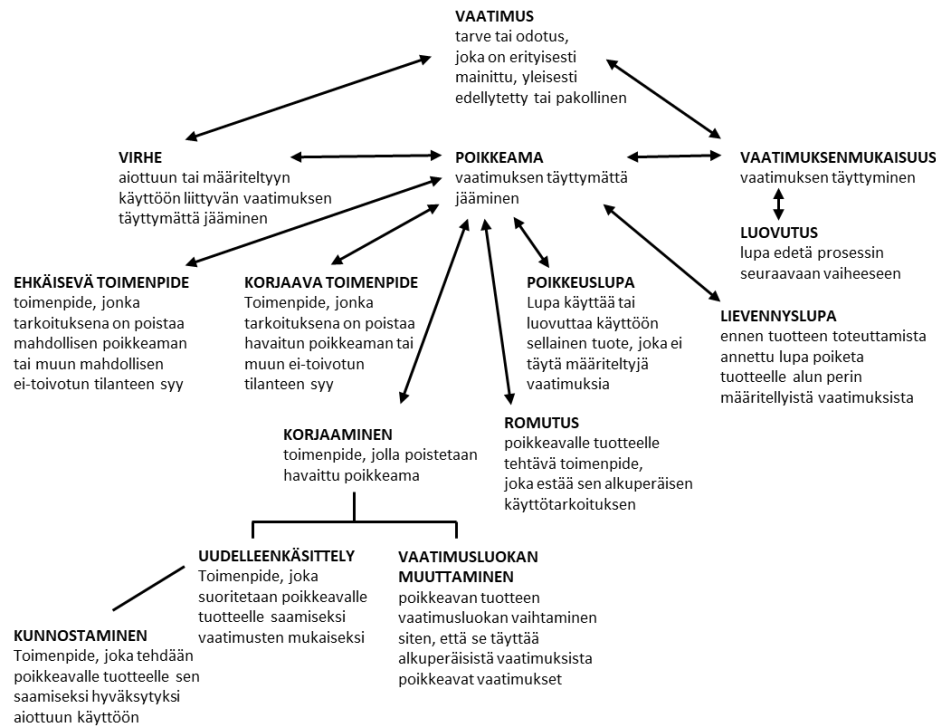 VAATIMUS
tarve tai odotus,
joka on erityisesti
mainittu, yleisesti
edellytetty tai pakollinen
VIRHE
aiottuun tai määriteltyyn
käyttöön liittyvän vaatimuksen
täyttymättä jääminen
POIKKEAMA
vaatimuksen täyttymättä
jääminen
VAATIMUKSENMUKAISUUS
vaatimuksen täyttyminen
LUOVUTUS
lupa edetä prosessin
seuraavaan vaiheeseen
EHKÄISEVÄ TOIMENPIDE
toimenpide, jonka
tarkoituksena on poistaa
mahdollisen poikkeaman
tai muun mahdollisen
ei-toivotun tilanteen syy
KORJAAVA TOIMENPIDE
Toimenpide, jonka
tarkoituksena on poistaa
havaitun poikkeaman tai
muun ei-toivotun
tilanteen syy
POIKKEUSLUPA
Lupa käyttää tai
luovuttaa käyttöön
sellainen tuote, joka ei
täytä määriteltyjä
vaatimuksia
LIEVENNYSLUPA
ennen tuotteen toteuttamista
annettu lupa poiketa
tuotteelle alun perin
määritellyistä vaatimuksista
KORJAAMINEN
toimenpide, jolla poistetaan
havaittu poikkeama
ROMUTUS
poikkeavalle tuotteelle
tehtävä toimenpide,
joka estää sen alkuperäisen
käyttötarkoituksen
UUDELLEENKÄSITTELY
Toimenpide, joka
suoritetaan poikkeavalle
tuotteelle saamiseksi
vaatimusten mukaiseksi
VAATIMUSLUOKAN
MUUTTAMINEN
poikkeavan tuotteen
vaatimusluokan vaihtaminen
siten, että se täyttää
alkuperäisistä vaatimuksista
poikkeavat vaatimukset
KUNNOSTAMINEN
Toimenpide, joka tehdään
poikkeavalle tuotteelle sen
saamiseksi hyväksytyksi
aiottuun käyttöön